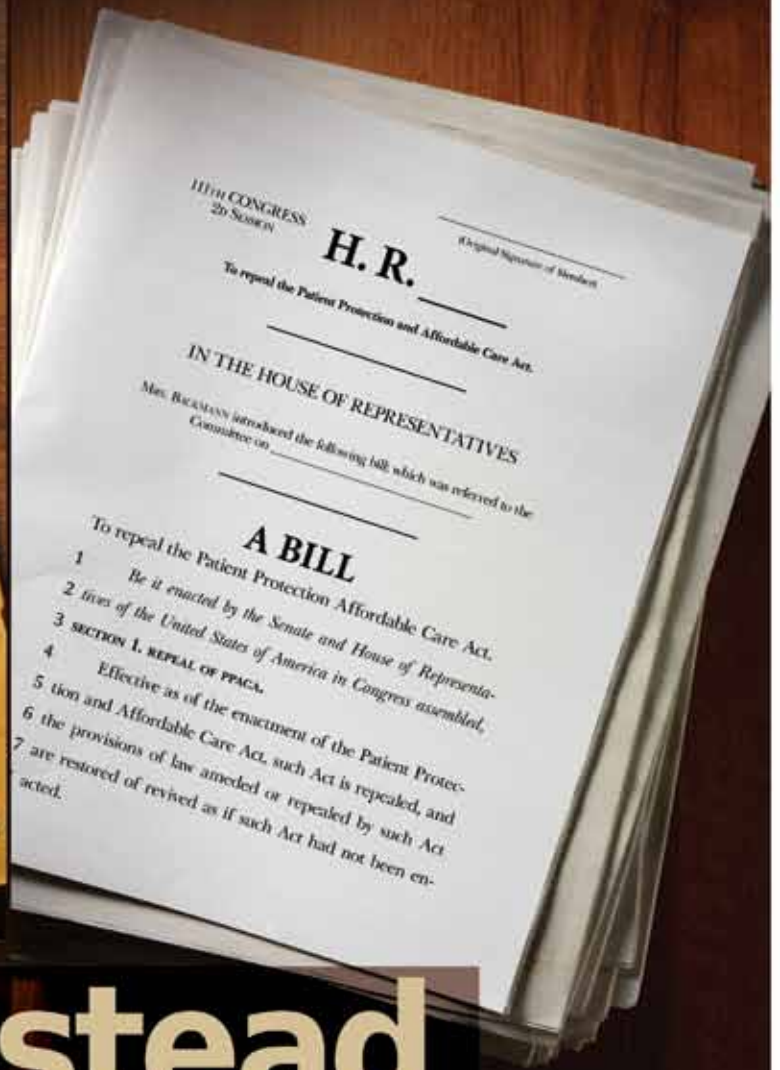 111TH CONGRESS
2D SESSION
H. R.
(Original Signature of Member)
To repeal the Patient Protection and Affordable Care Act.
IN THE HOUSE OF REPRESENTATIVES
Mrs. BACKMANN introduced the following bill; which was referred to the
Committee on
A BILL
To repeal the Patient Protection Affordable Care Act.
1 Be it enacted by the Senate and House of Representa-
2 tives of the United States of America in Congress assembled,
3 SECTION 1. REPEAL OF PPACA.
4 Effective as of the enactment of the Patient Protec-
5 tion and Affordable Care Act, such Act is repealed, and
6 the provisions of law ameded or repealed by such Act
7 are restored of revived as if such Act had not been en-
acted.
stead